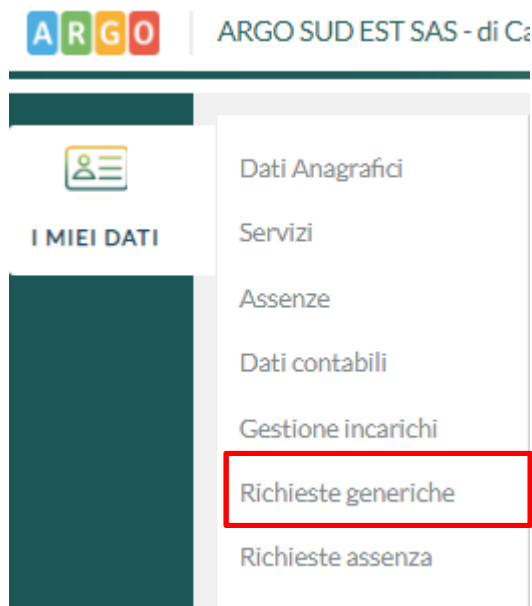 ARGO
ARGO SUD EST SAS - di Ca
I MIEI DATI
Dati Anagrafici
Servizi
Assenze
Dati contabili
Gestione incarichi
Richieste generiche
Richieste assenza